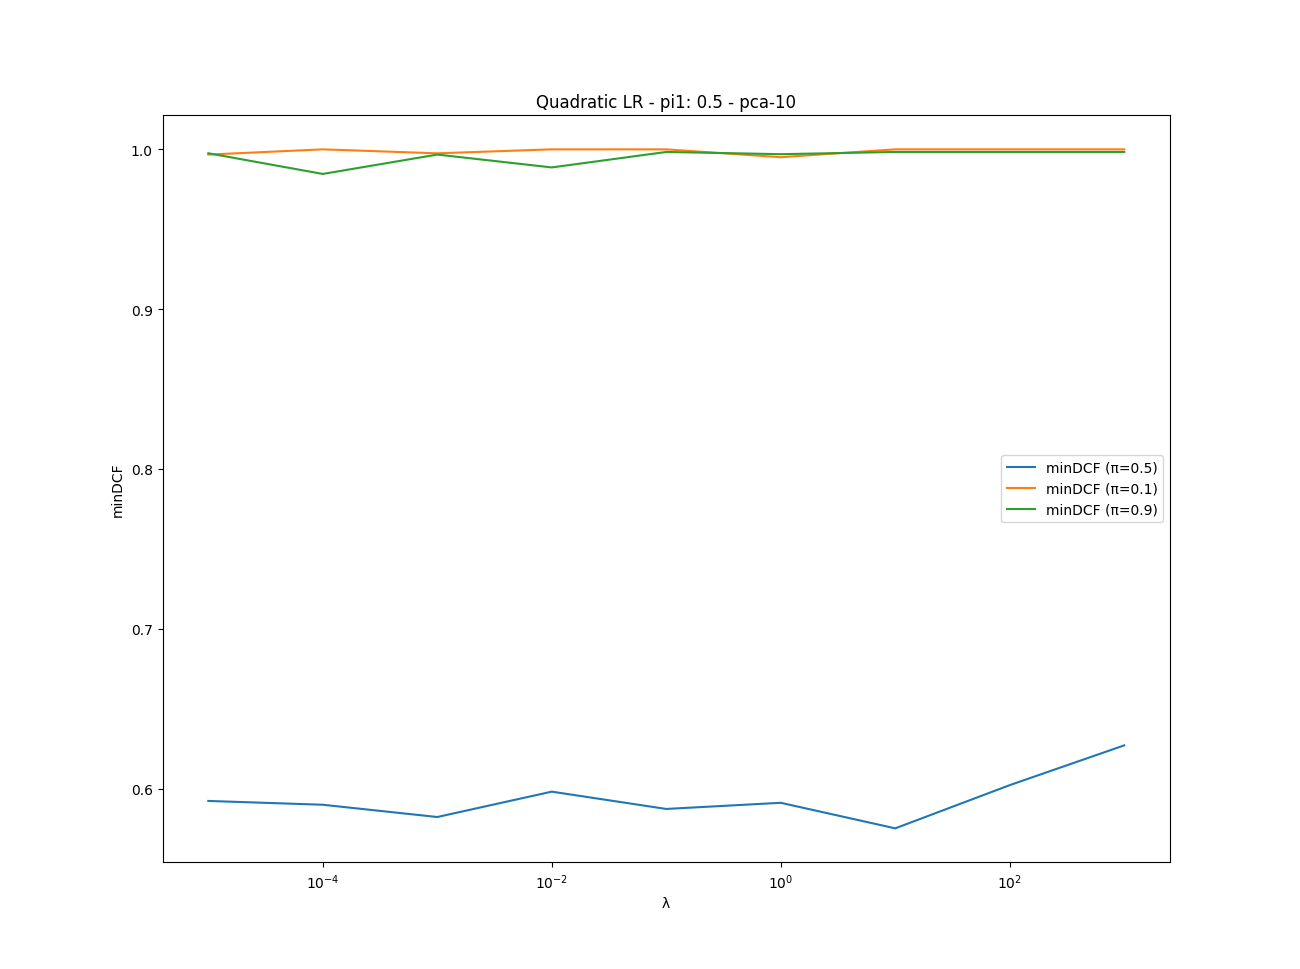 Quadratic LR - pi1: 0.5 - pca-10
1.0
0.9
0.8
0.7
0.6
minDCF
minDCF (π=0.5)
minDCF (π=0.1)
minDCF (π=0.9)
10⁻⁴
10⁻²
10⁰
10²
λ